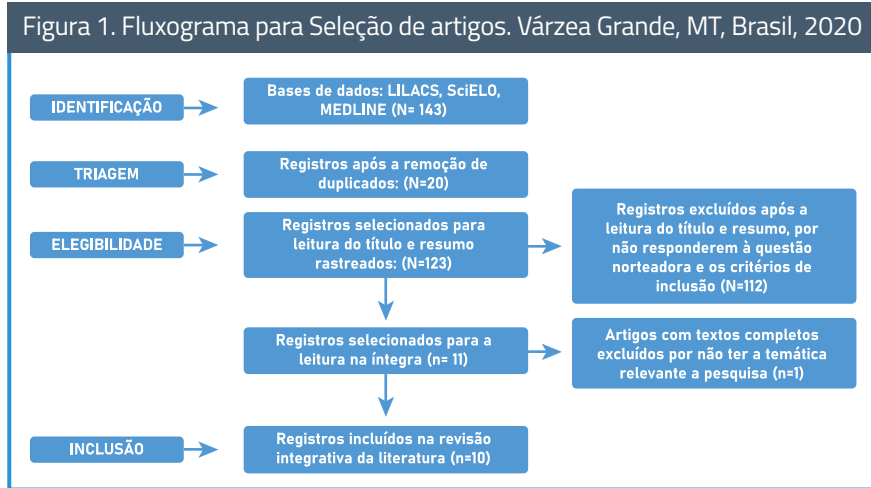 Figura 1. Fluxograma para Seleção de artigos. Várzea Grande, MT, Brasil, 2020
IDENTIFICAÇÃO
Bases de dados: LILACS, SciELO,
MEDLINE (N= 143)
TRIAGEM
Registros após a remoção de
duplicados: (N=20)
ELEGIBILIDADE
Registros selecionados para
leitura do título e resumo
rastreados: (N=123)
Registros excluídos após a
leitura do título e resumo, por
não responderem à questão
norteadora e os critérios de
inclusão (N=112)
Registros selecionados para a
leitura na íntegra (n= 11)
Artigos com textos completos
excluídos por não ter a temática
relevante a pesquisa (n=1)
INCLUSÃO
Registros incluídos na revisão
integrativa da literatura (n=10)